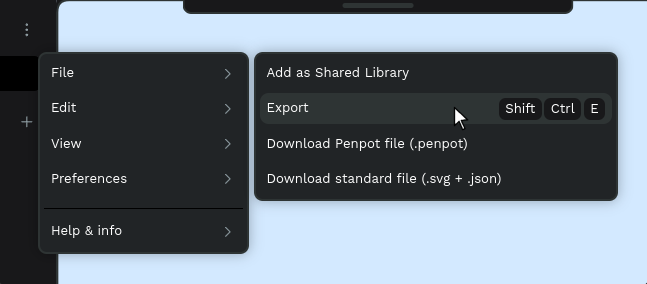 File
Edit
View
Preferences
Help & info
Add as Shared Library
Export Shift Ctrl E
Download Penpot file (.penpot)
Download standard file (.svg + .json)